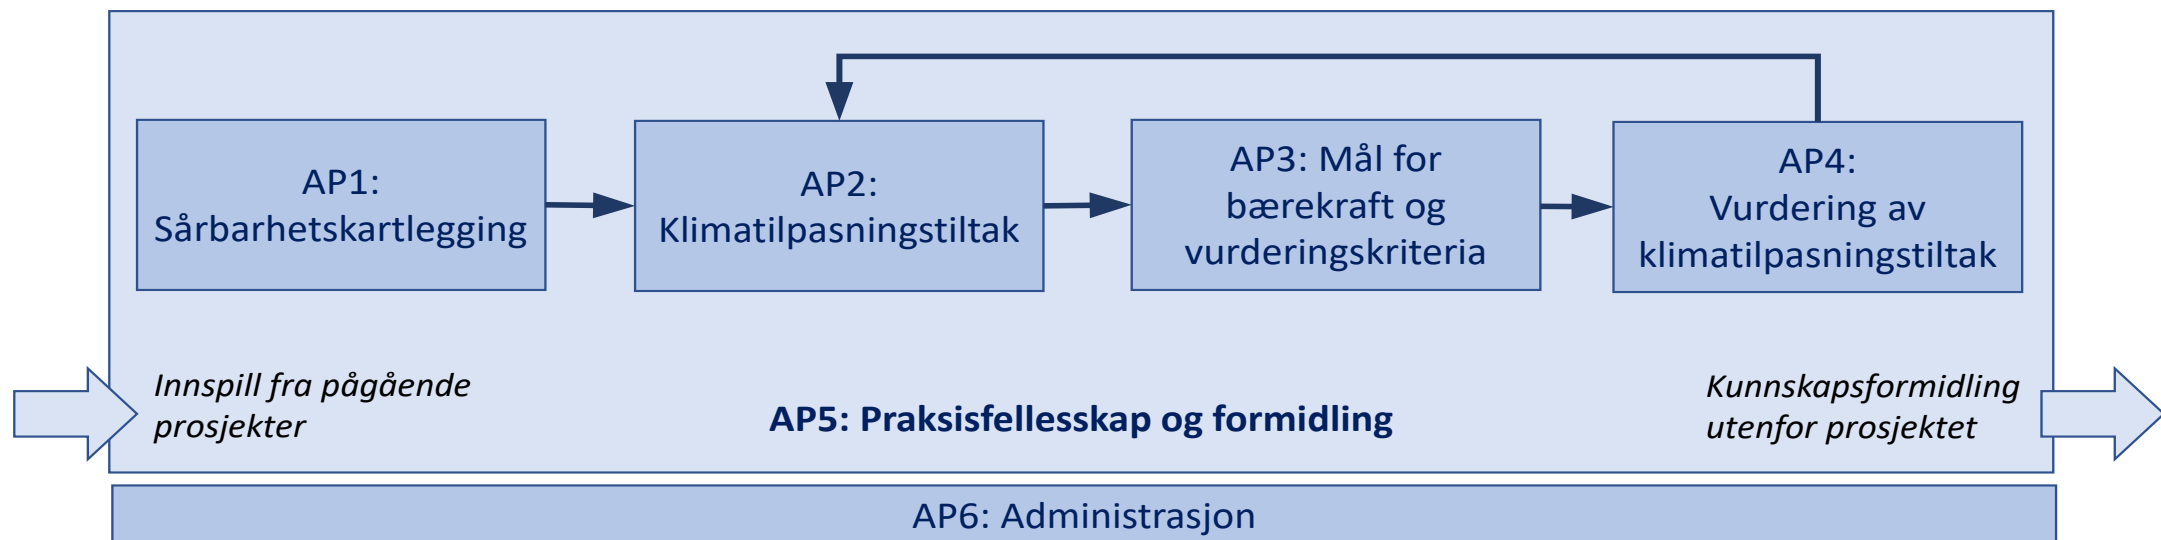 AP1:
Sårbarhetskartlegging
AP2:
Klimatilpasningstiltak
AP3: Mål for
bærekraft og
vurderingskriteria
AP4:
Vurdering av
klimatilpasningstiltak
Innspill fra pågående
prosjekter
AP5: Praksisfellesskap og formidling
Kunnskapsformidling
utenfor prosjektet
AP6: Administrasjon